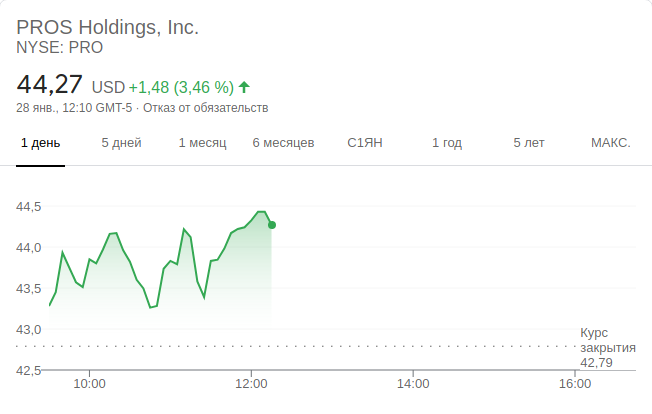 PROS Holdings, Inc.
NYSE: PRO
44,27 USD +1,48 (3,46 %)
28 янв., 12:10 GMT-5 · Отказ от обязательств
1 день 5 дней 1 месяц 6 месяцев С1ЯН 1 год 5 лет МАКС.
44,5
44,0
43,5
43,0
42,5
Курс
закрытия
42,79
10:00 12:00 14:00 16:00